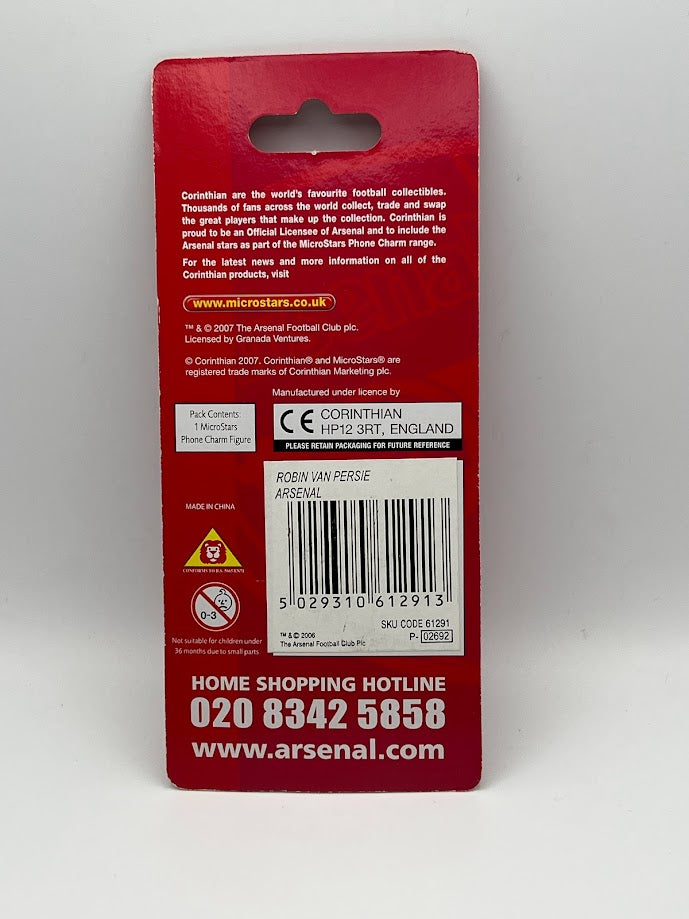 Corinthian are the world's favourite football collectibles.
Thousands of fans across the world collect, trade and swap
the great players that make up the collection. Corinthian is
proud to be an Official Licensee of Arsenal and to include the
Arsenal stars as part of the MicroStars Phone Charm range.
For the latest news and more information on all of the
Corinthian products, visit
www.microstars.co.uk
™ & © 2007 The Arsenal Football Club plc.
Licensed by Granada Ventures.
© Corinthian 2007. Corinthian® and MicroStars® are
registered trade marks of Corinthian Marketing plc.
Manufactured under licence by
Pack Contents:
1 MicroStars
Phone Charm Figure
CE CORINTHIAN
HP12 3RT, ENGLAND
PLEASE RETAIN PACKAGING FOR FUTURE REFERENCE
ROBIN VAN PERSIE
ARSENAL
5 029310 612913
SKU CODE 61291
P- 02692
™ & © 2006
The Arsenal Football Club Plc
MADE IN CHINA
CONFORMS TO B.S. 5665 EN71
0-3
Not suitable for children under
36 months due to small parts.
HOME SHOPPING HOTLINE
020 8342 5858
www.arsenal.com